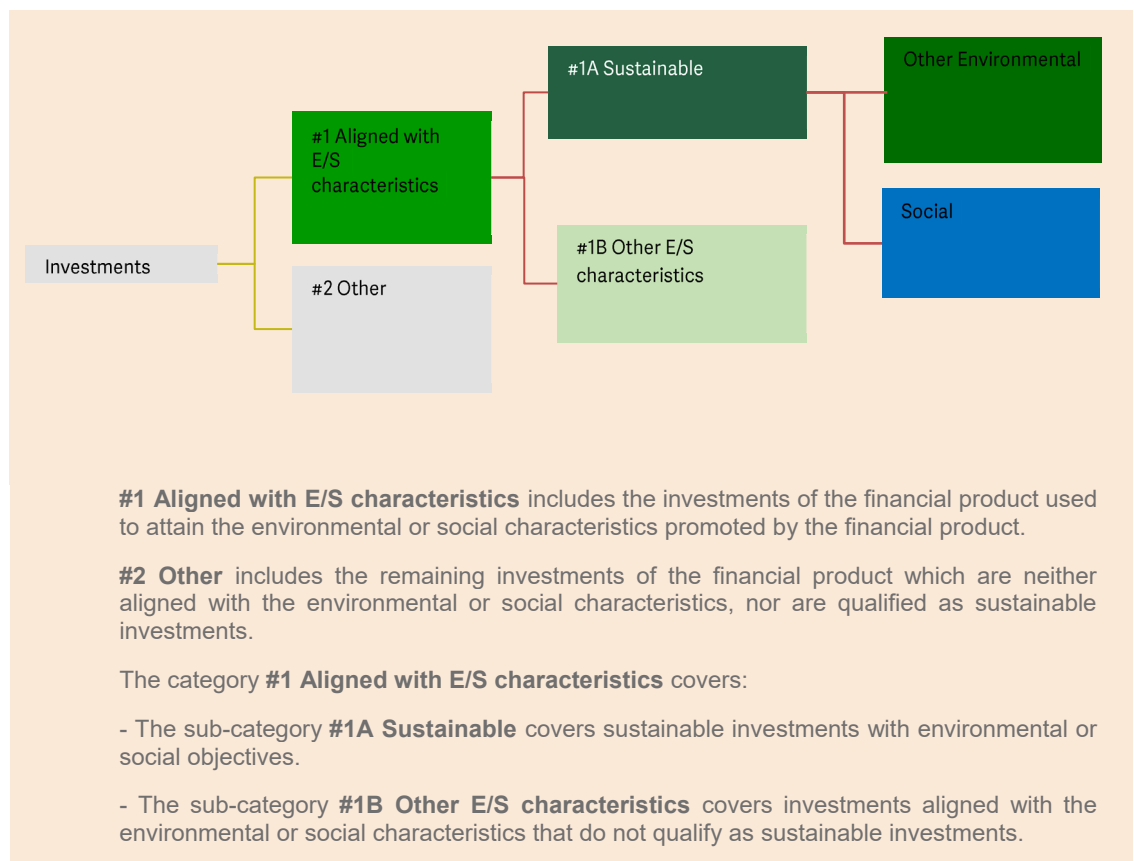 #1A Sustainable
Other Environmental
#1 Aligned with
E/S
characteristics
Social
#1B Other E/S
characteristics
Investments
#2 Other
#1 Aligned with E/S characteristics includes the investments of the financial product used
to attain the environmental or social characteristics promoted by the financial product.
#2 Other includes the remaining investments of the financial product which are neither
aligned with the environmental or social characteristics, nor are qualified as sustainable
investments.
The category #1 Aligned with E/S characteristics covers:
- The sub-category #1A Sustainable covers sustainable investments with environmental or
social objectives.
- The sub-category #1B Other E/S characteristics covers investments aligned with the
environmental or social characteristics that do not qualify as sustainable investments.